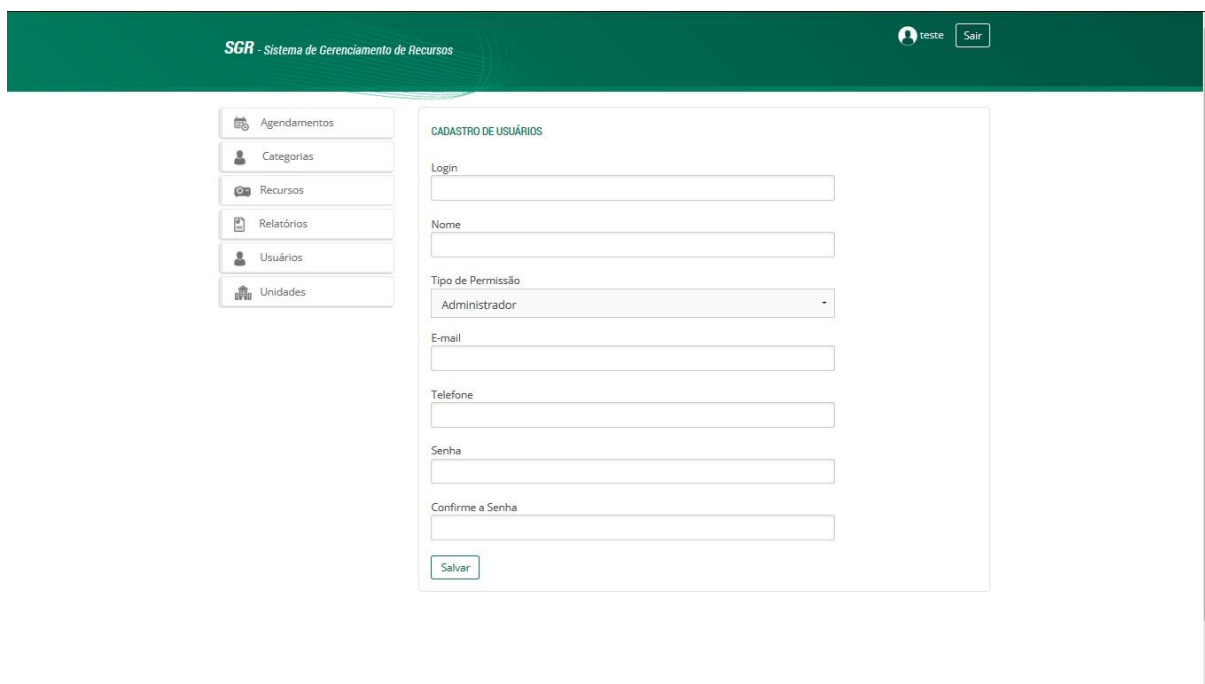 SGR - Sistema de Gerenciamento de Recursos
teste
Sair
Agendamentos
Categorias
Recursos
Relatórios
Usuários
Unidades
CADASTRO DE USUÁRIOS
Login
Nome
Tipo de Permissão
Administrador
E-mail
Telefone
Senha
Confirme a Senha
Salvar